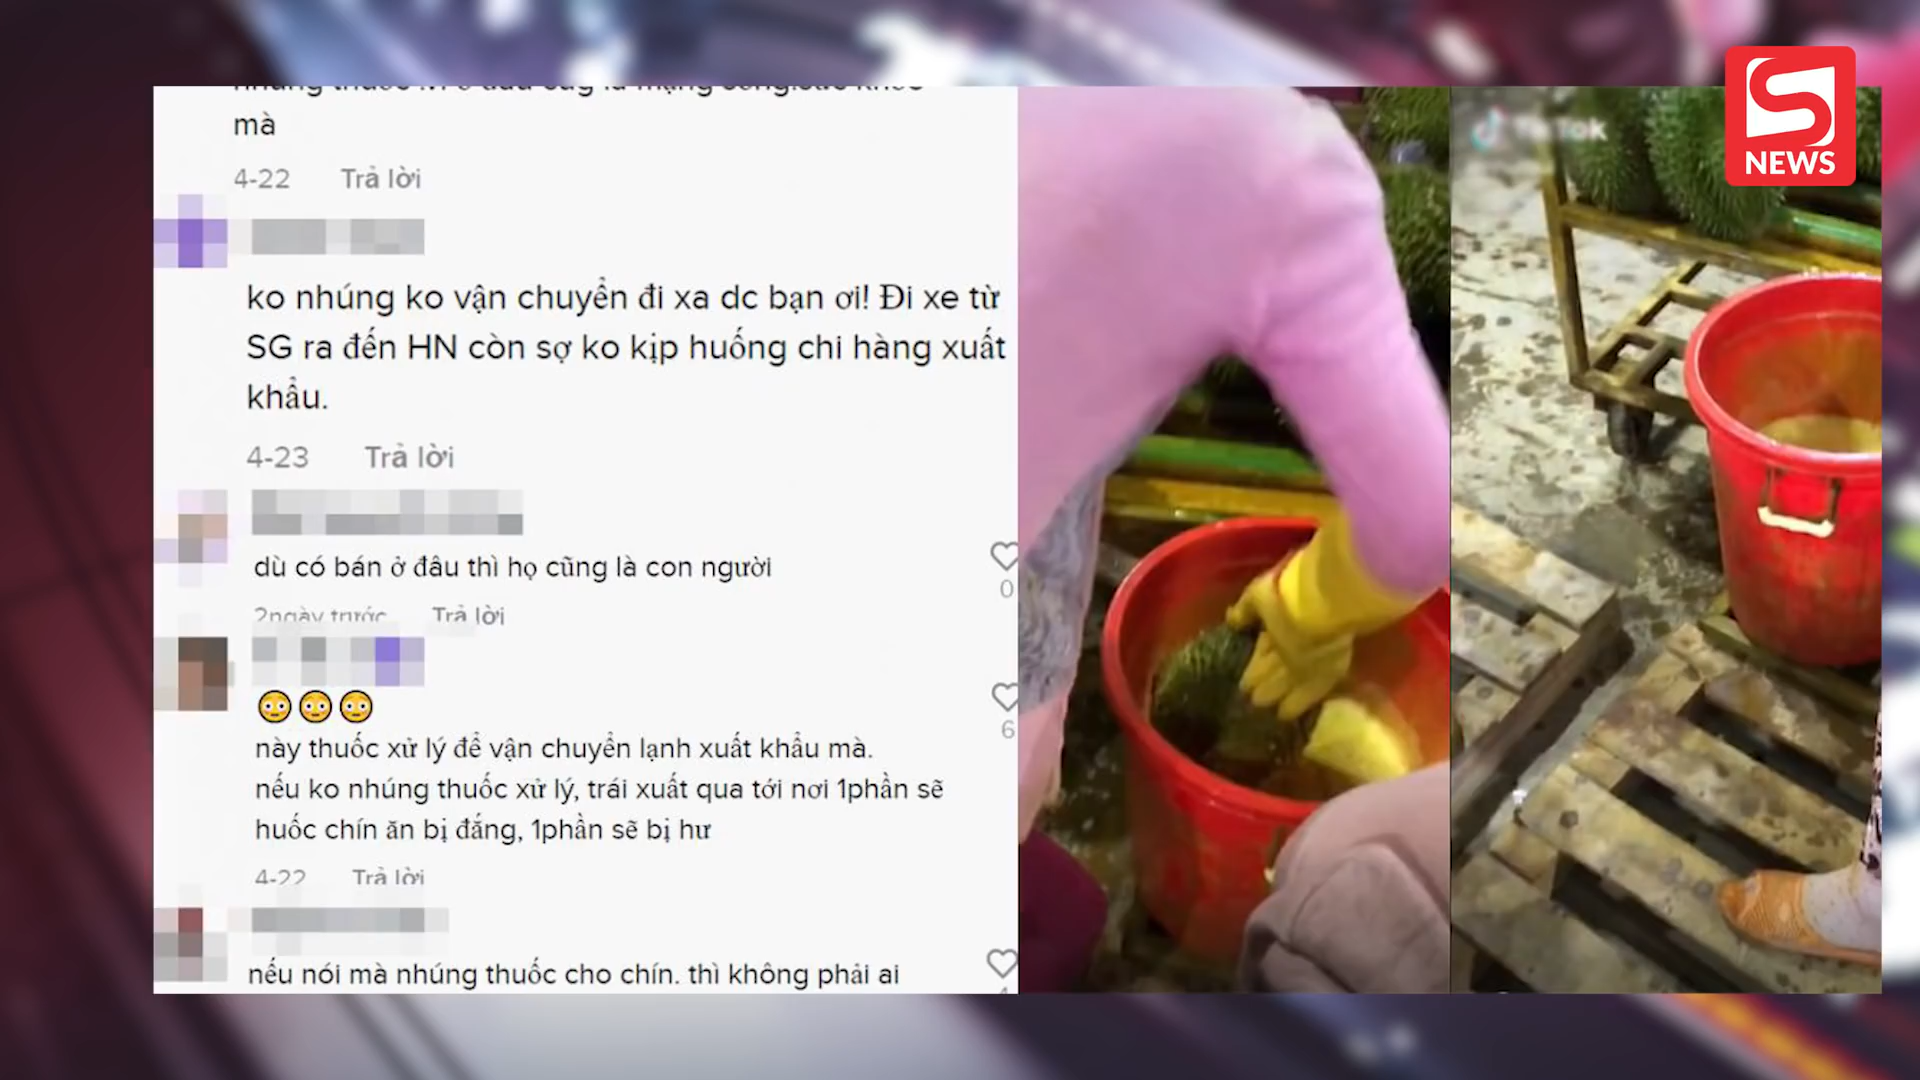 mà
4-22 Trả lời
ko nhúng ko vận chuyển đi xa dc bạn ơi! Đi xe từ
SG ra đến HN còn sợ ko kịp huống chi hàng xuất
khẩu.
4-23 Trả lời
dù có bán ở đâu thì họ cũng là con người
0
2ngày trước Trả lời
này thuốc xử lý để vận chuyển lạnh xuất khẩu mà.
6
nếu ko nhúng thuốc xử lý, trái xuất qua tới nơi 1phần sẽ
huốc chín ăn bị đắng, 1phần sẽ bị hư
4-22 Trả lời
nếu nói mà nhúng thuốc cho chín. thì không phải ai
TikTok
S
NEWS